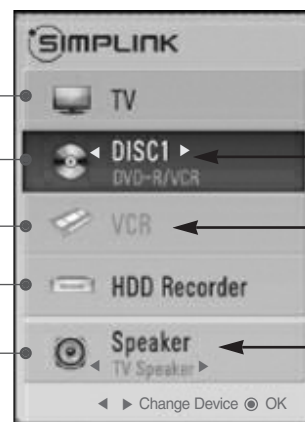 SIMPLINK
TV
DISC1
DVD-R/VCR
VCR
HDD Recorder
Speaker
TV Speaker
Change Device OK